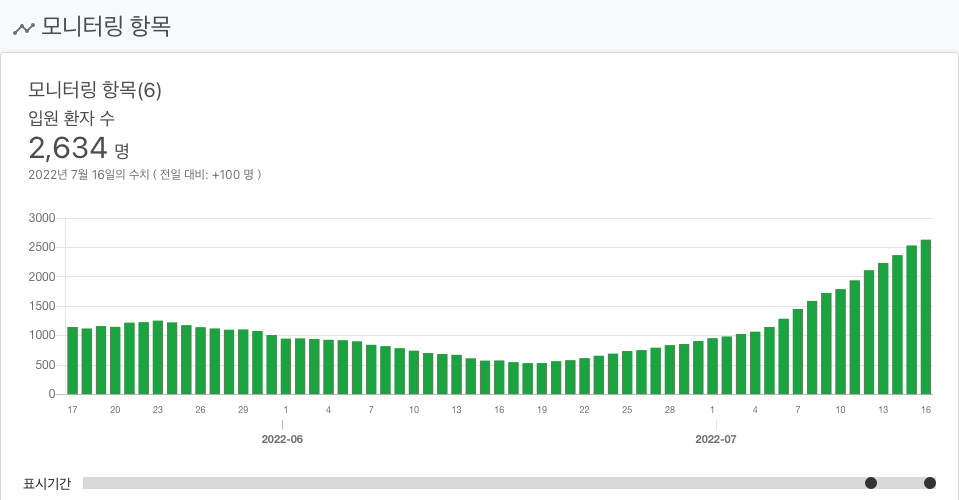 모니터링 항목
모니터링 항목(6)
입원 환자 수
2,634 명
2022년 7월 16일의 수치 ( 전일 대비: +100 명 )
3000
2500
2000
1500
1000
500
0
17 20 23 26 29 1 4 7 10 13 16 19 22 25 28 1 4 7 10 13 16
2022-06 2022-07
표시기간